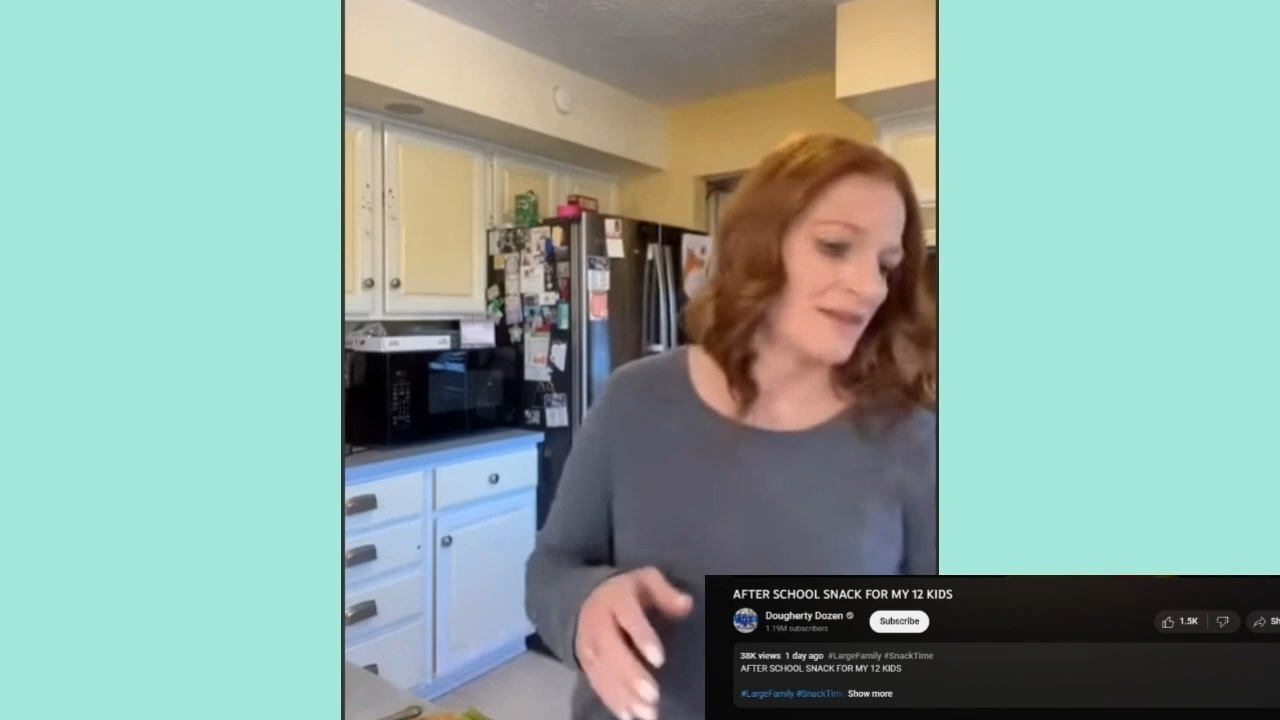 AFTER SCHOOL SNACK FOR MY 12 KIDS
Dougherty Dozen
1.19M subscribers
Subscribe
1.5K
38K views 1 day ago #LargeFamily #SnackTime
AFTER SCHOOL SNACK FOR MY 12 KIDS
#LargeFamily #SnackTime Show more